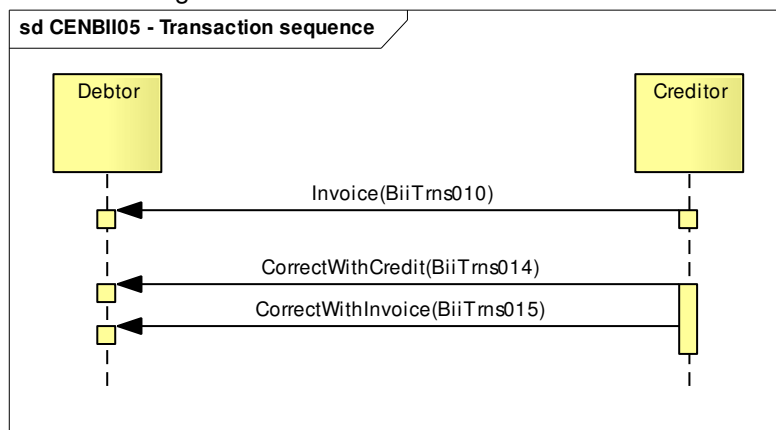 sd CENBII05 - Transaction sequence
Debtor
Creditor
Invoice(BiiTrns010)
CorrectWithCredit(BiiTrns014)
CorrectWithInvoice(BiiTrns015)